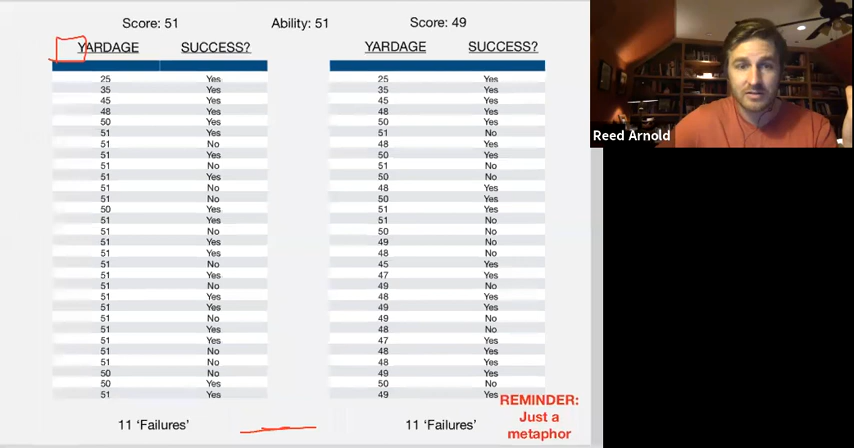 Score: 51 Ability: 51 Score: 49
YARDAGE SUCCESS? YARDAGE SUCCESS?
25 Yes 25 Yes
35 Yes 35 Yes
45 Yes 45 Yes
48 Yes 48 Yes
50 Yes 50 Yes
51 Yes 51 No
51 No 48 Yes
51 Yes 50 Yes
51 No 51 No
51 Yes 50 No
51 No 48 Yes
51 No 50 Yes
50 Yes 51 Yes
51 Yes 51 No
51 No 50 No
51 Yes 49 No
51 Yes 48 No
51 No 45 Yes
51 Yes 47 Yes
51 Yes 49 No
51 Yes 48 Yes
51 Yes 49 Yes
51 No 49 No
51 Yes 48 No
51 Yes 47 Yes
51 No 48 Yes
51 No 48 Yes
50 No 49 Yes
50 Yes 50 No
51 Yes 49 Yes
11 ‘Failures’ 11 ‘Failures’
REMINDER:
Just a
metaphor
Reed Arnold